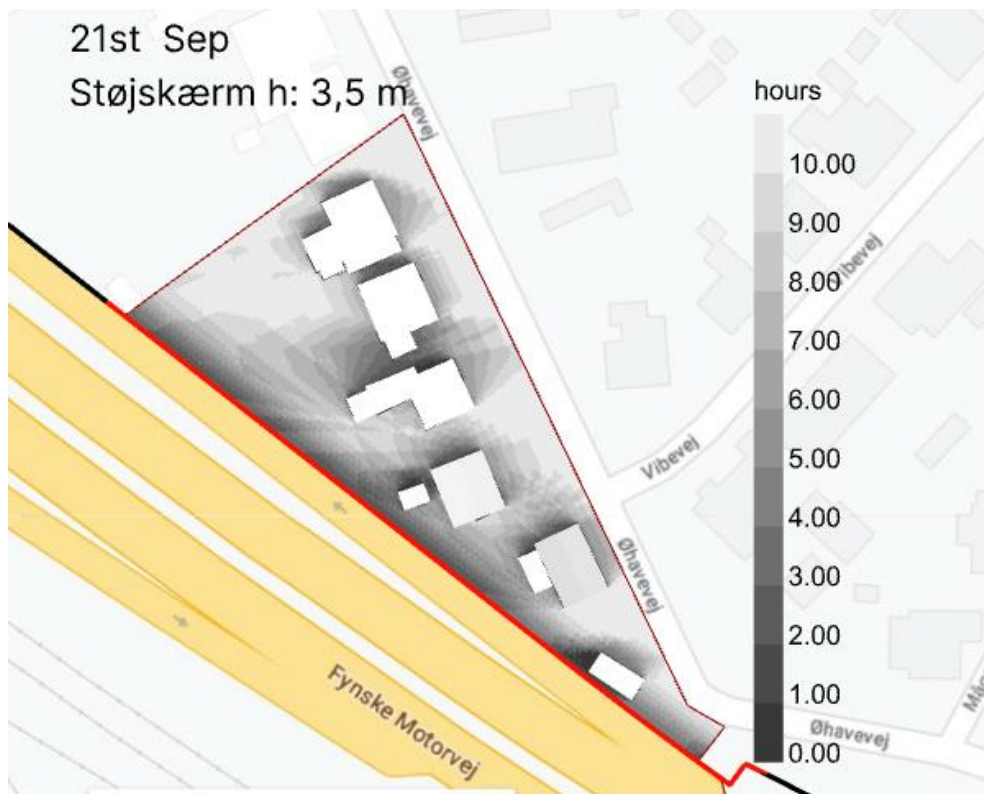 21st Sep
Støjskærm h: 3,5 m
Øhavevej
hours
10.00
9.00
8.00
Vibevej
7.00
6.00
5.00
Vibevej
4.00
Øhavevej
3.00
2.00
Fynske Motorvej
1.00
Øhavevej
0.00